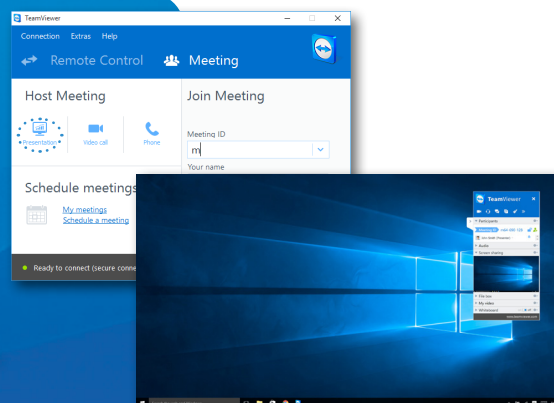 TeamViewer
Connection Extras Help
Remote Control Meeting
Host Meeting
Join Meeting
Presentation
Video call
Phone
Meeting ID
m
Your name
Schedule meetings
My meetings
Schedule a meeting
Ready to connect (secure conne
TeamViewer
Participants
Audio
Screen sharing
File box
My video
Whiteboard